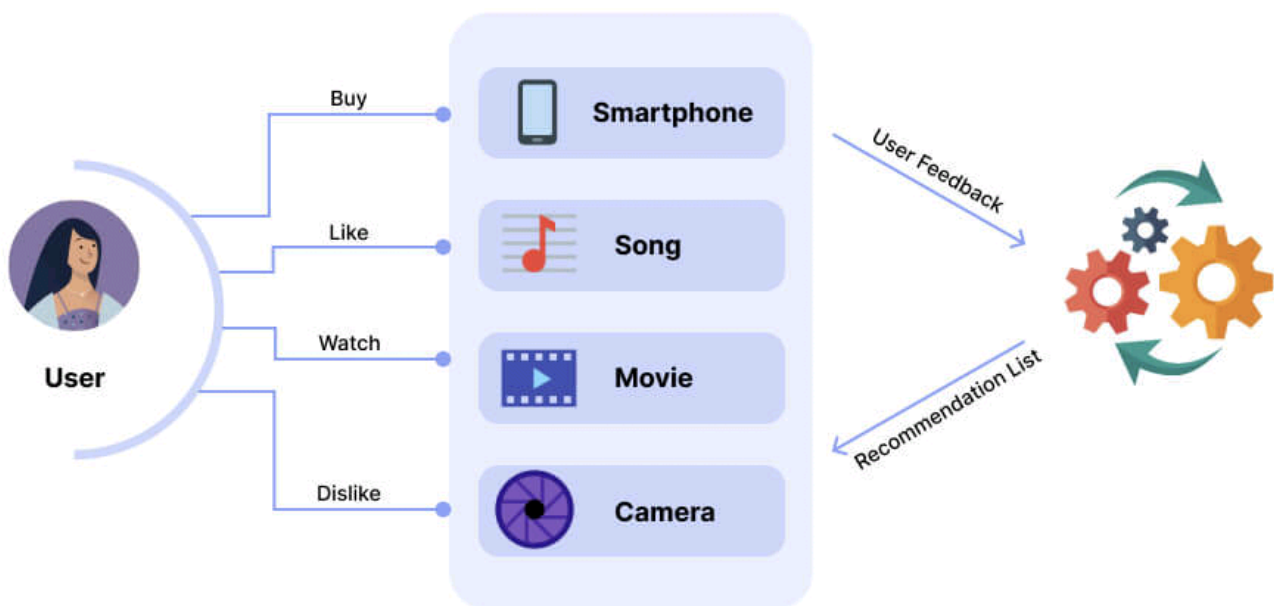 Buy
Smartphone
User Feedback
Like
Song
Watch
Movie
User
Recommendation List
Dislike
Camera